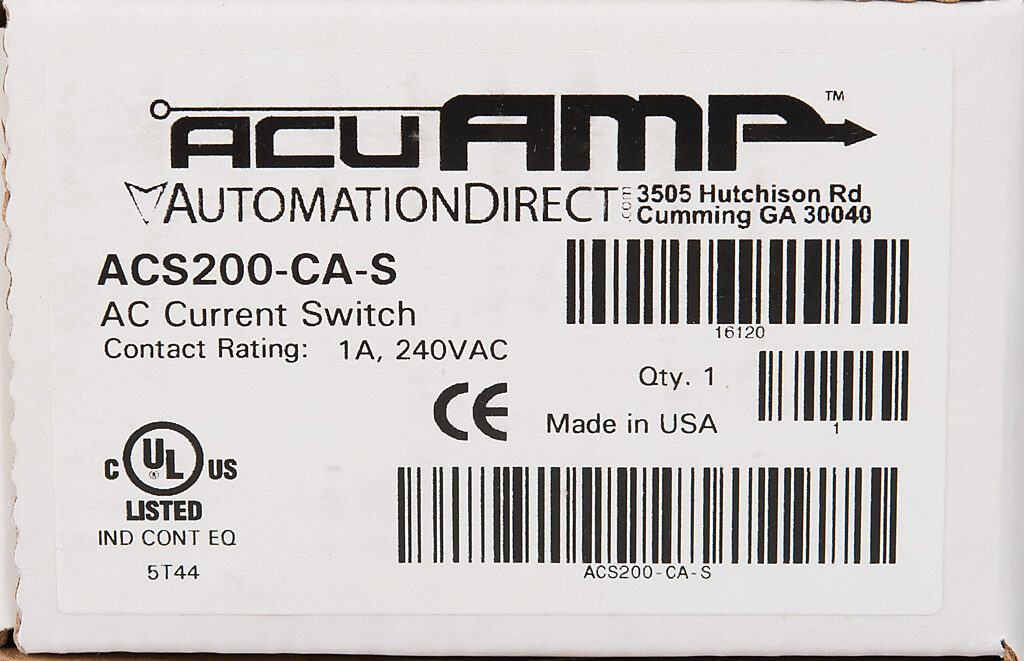 ACUAMP™
AUTOMATIONDIRECT.com
3505 Hutchison Rd
Cumming GA 30040
ACS200-CA-S
AC Current Switch
Contact Rating: 1A, 240VAC
16120
Qty. 1
1
CE
Made in USA
C UL US
®
LISTED
IND CONT EQ
5T44
ACS200-CA-S